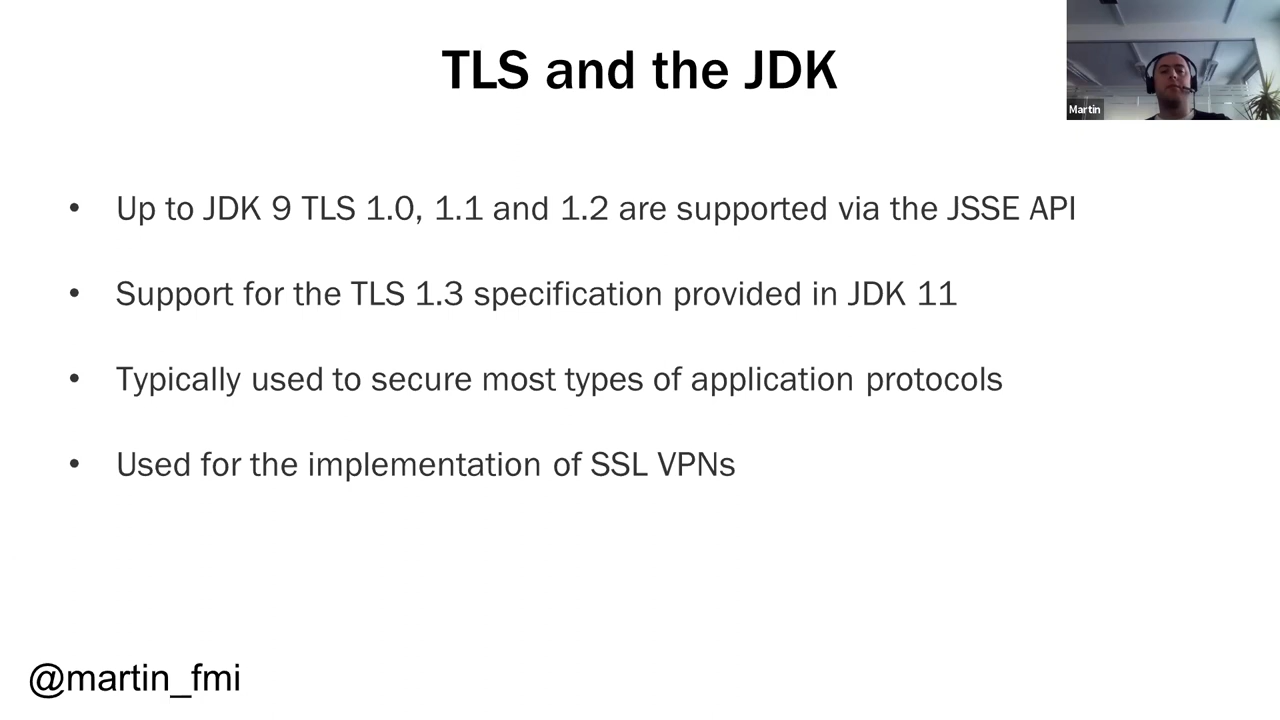 TLS and the JDK
Martin
• Up to JDK 9 TLS 1.0, 1.1 and 1.2 are supported via the JSSE API
• Support for the TLS 1.3 specification provided in JDK 11
• Typically used to secure most types of application protocols
• Used for the implementation of SSL VPNs
@martin_fmi